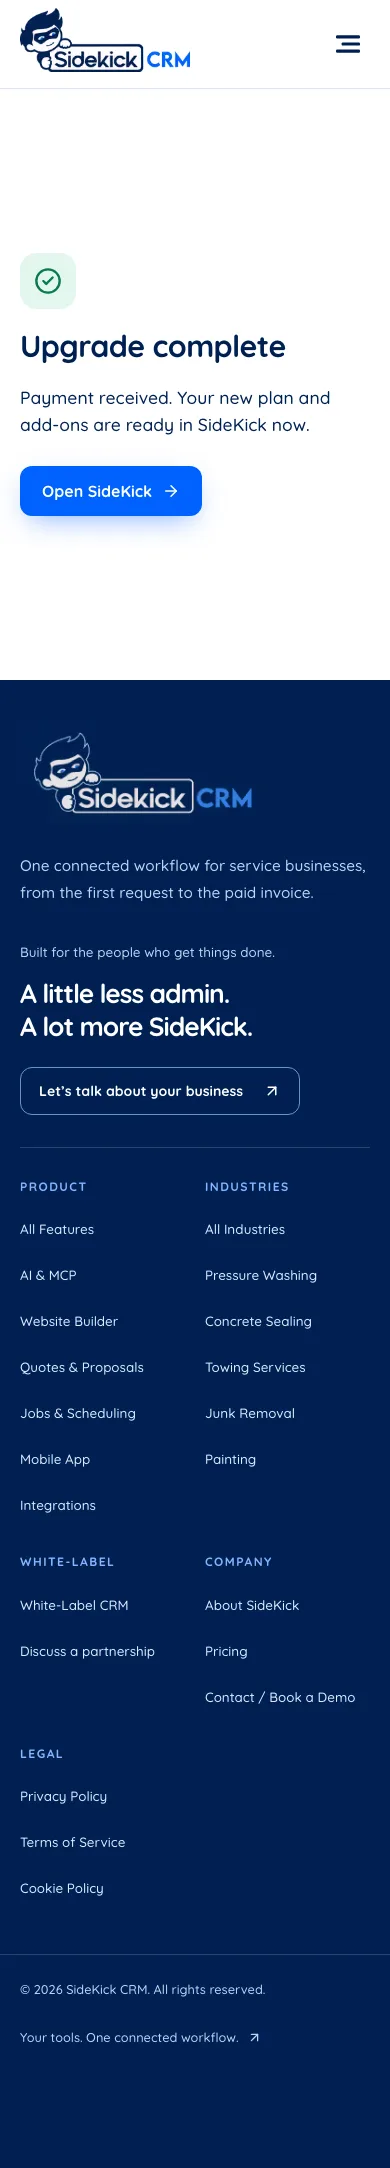 Sidekick CRM
Upgrade complete
Payment received. Your new plan and
add-ons are ready in SideKick now.
Open SideKick
Sidekick CRM
One connected workflow for service businesses,
from the first request to the paid invoice.
Built for the people who get things done.
A little less admin.
A lot more SideKick.
Let’s talk about your business
PRODUCT
All Features
AI & MCP
Website Builder
Quotes & Proposals
Jobs & Scheduling
Mobile App
Integrations
INDUSTRIES
All Industries
Pressure Washing
Concrete Sealing
Towing Services
Junk Removal
Painting
WHITE-LABEL
White-Label CRM
Discuss a partnership
COMPANY
About SideKick
Pricing
Contact / Book a Demo
LEGAL
Privacy Policy
Terms of Service
Cookie Policy
© 2026 SideKick CRM. All rights reserved.
Your tools. One connected workflow.